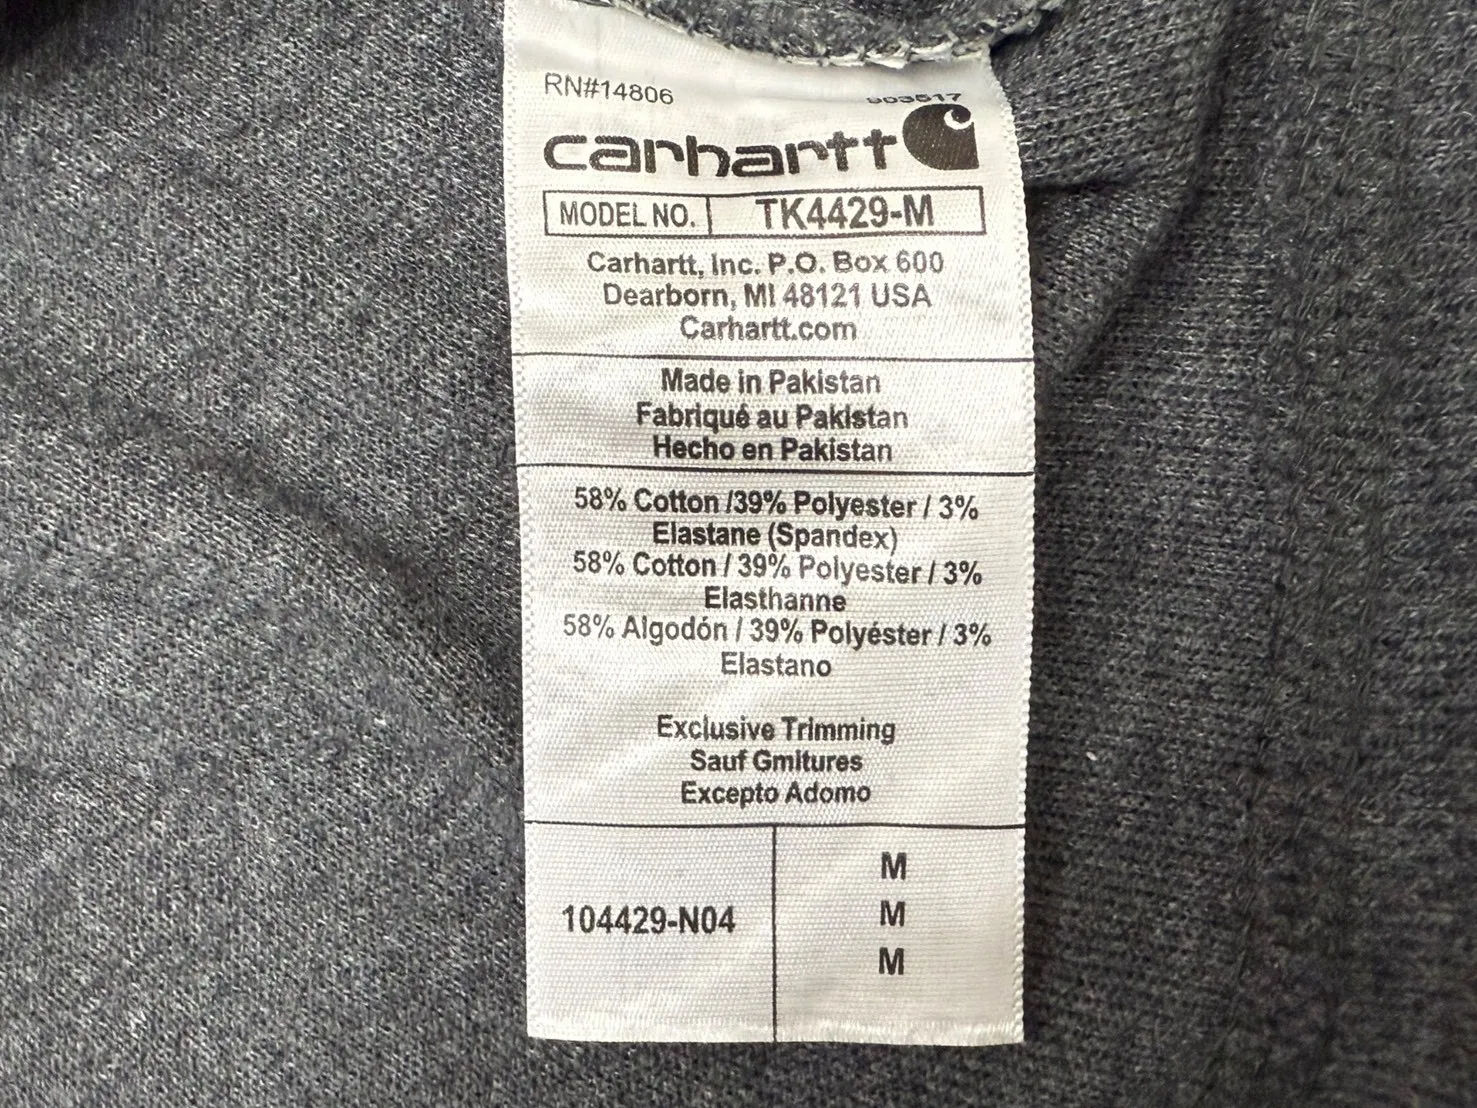 RN#14806
903517
carhartt
MODEL NO. TK4429-M
Carhartt, Inc. P.O. Box 600
Dearborn, MI 48121 USA
Carhartt.com
Made in Pakistan
Fabriqué au Pakistan
Hecho en Pakistan
58% Cotton /39% Polyester / 3%
Elastane (Spandex)
58% Cotton / 39% Polyester / 3%
Elasthanne
58% Algodón / 39% Polyéster / 3%
Elastano
Exclusive Trimming
Sauf Gmitures
Excepto Adomo
104429-N04
M
M
M